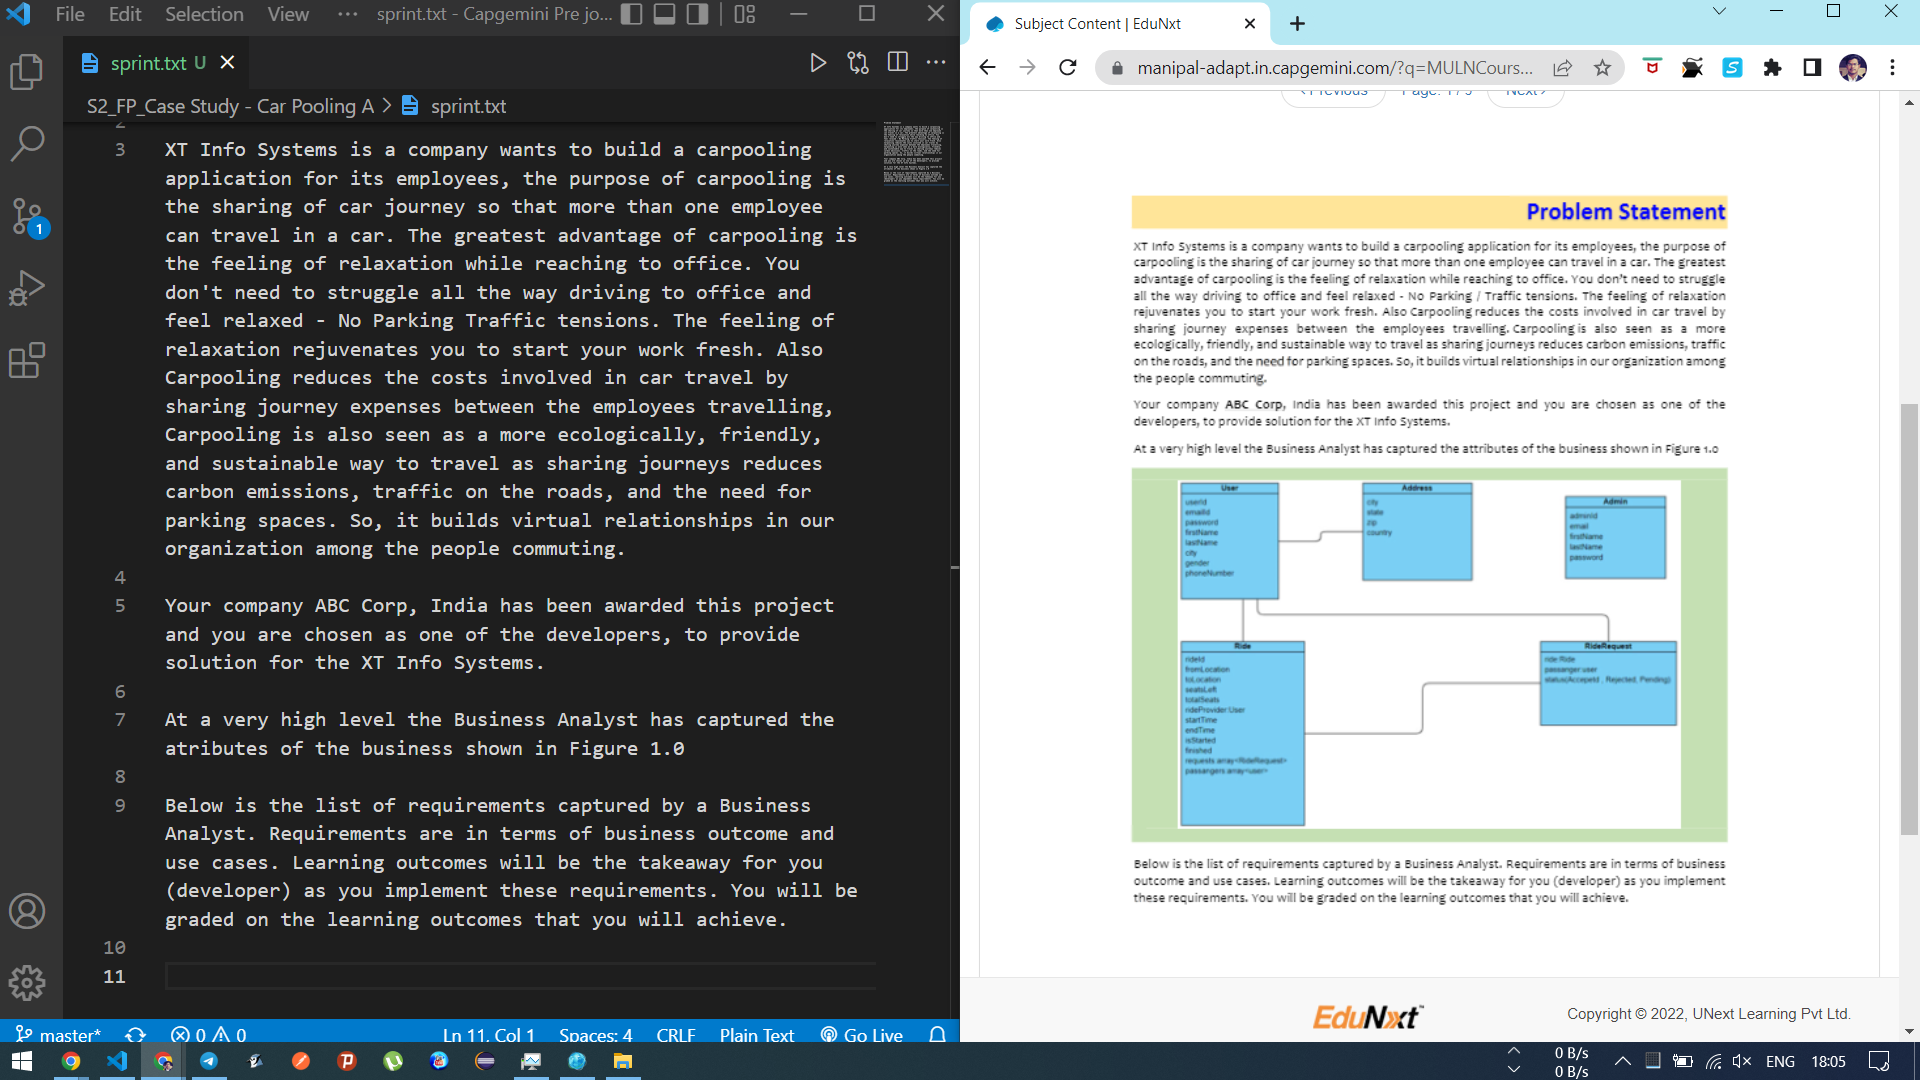 File Edit Selection View ··· sprint.txt - Capgemini Pre jo...
sprint.txt U
S2_FP_Case Study - Car Pooling A > sprint.txt
2
3 XT Info Systems is a company wants to build a carpooling
application for its employees, the purpose of carpooling is
the sharing of car journey so that more than one employee
can travel in a car. The greatest advantage of carpooling is
the feeling of relaxation while reaching to office. You
don't need to struggle all the way driving to office and
feel relaxed - No Parking Traffic tensions. The feeling of
relaxation rejuvenates you to start your work fresh. Also
Carpooling reduces the costs involved in car travel by
sharing journey expenses between the employees travelling,
Carpooling is also seen as a more ecologically, friendly,
and sustainable way to travel as sharing journeys reduces
carbon emissions, traffic on the roads, and the need for
parking spaces. So, it builds virtual relationships in our
organization among the people commuting.
4
5 Your company ABC Corp, India has been awarded this project
and you are chosen as one of the developers, to provide
solution for the XT Info Systems.
6
7 At a very high level the Business Analyst has captured the
atributes of the business shown in Figure 1.0
8
9 Below is the list of requirements captured by a Business
Analyst. Requirements are in terms of business outcome and
use cases. Learning outcomes will be the takeaway for you
(developer) as you implement these requirements. You will be
graded on the learning outcomes that you will achieve.
10
11
1
master* 0 0 Ln 11, Col 1 Spaces: 4 CRLF Plain Text Go Live
Subject Content | EduNxt
manipal-adapt.in.capgemini.com/?q=MULNCours...
Previous Page: 1 / 5 Next
Problem Statement
XT Info Systems is a company wants to build a carpooling application for its employees, the purpose of
carpooling is the sharing of car journey so that more than one employee can travel in a car. The greatest
advantage of carpooling is the feeling of relaxation while reaching to office. You don't need to struggle
all the way driving to office and feel relaxed - No Parking / Traffic tensions. The feeling of relaxation
rejuvenates you to start your work fresh. Also Carpooling reduces the costs involved in car travel by
sharing journey expenses between the employees travelling. Carpooling is also seen as a more
ecologically, friendly, and sustainable way to travel as sharing journeys reduces carbon emissions, traffic
on the roads, and the need for parking spaces. So, it builds virtual relationships in our organization among
the people commuting.
Your company ABC Corp, India has been awarded this project and you are chosen as one of the
developers, to provide solution for the XT Info Systems.
At a very high level the Business Analyst has captured the attributes of the business shown in Figure 1.0
User
userId
emailId
password
firstName
lastName
city
gender
phoneNumber
Address
city
state
zip
country
Admin
adminId
email
firstName
lastName
password
Ride
rideId
fromLocation
toLocation
seatsLeft
totalSeats
rideProvider:User
startTime
endTime
isStarted
finished
requests:array<RideRequest>
passangers:array<user>
RideRequest
ride:Ride
passanger:user
status(Accepeted , Rejected, Pending)
Below is the list of requirements captured by a Business Analyst. Requirements are in terms of business
outcome and use cases. Learning outcomes will be the takeaway for you (developer) as you implement
these requirements. You will be graded on the learning outcomes that you will achieve.
EduNxt™ Copyright © 2022, UNext Learning Pvt Ltd.
0 B/s
0 B/s
ENG 18:05